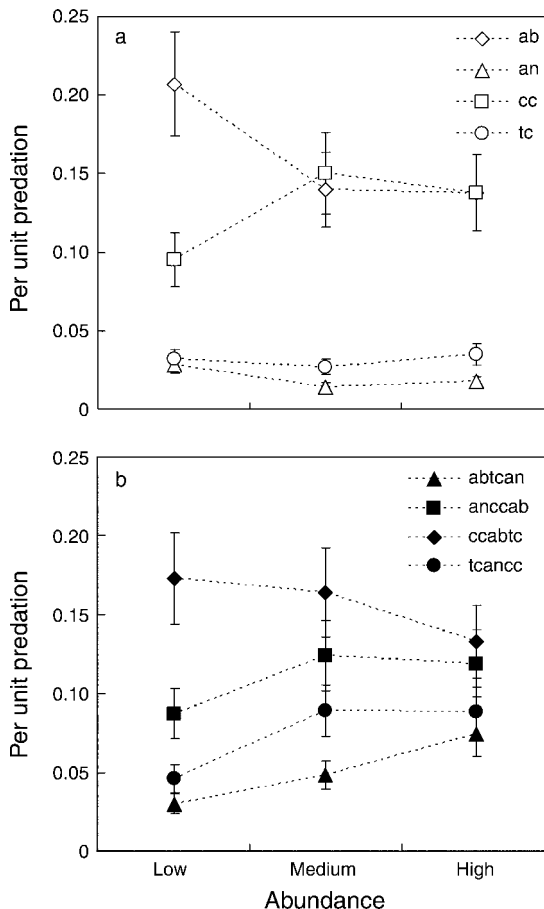 0.25
0.20
0.15
0.10
0.05
0
Per unit predation
a
ab
an
cc
tc
0.25
0.20
0.15
0.10
0.05
0
Per unit predation
b
abtcan
anccab
ccabtc
tcancc
Low Medium High
Abundance